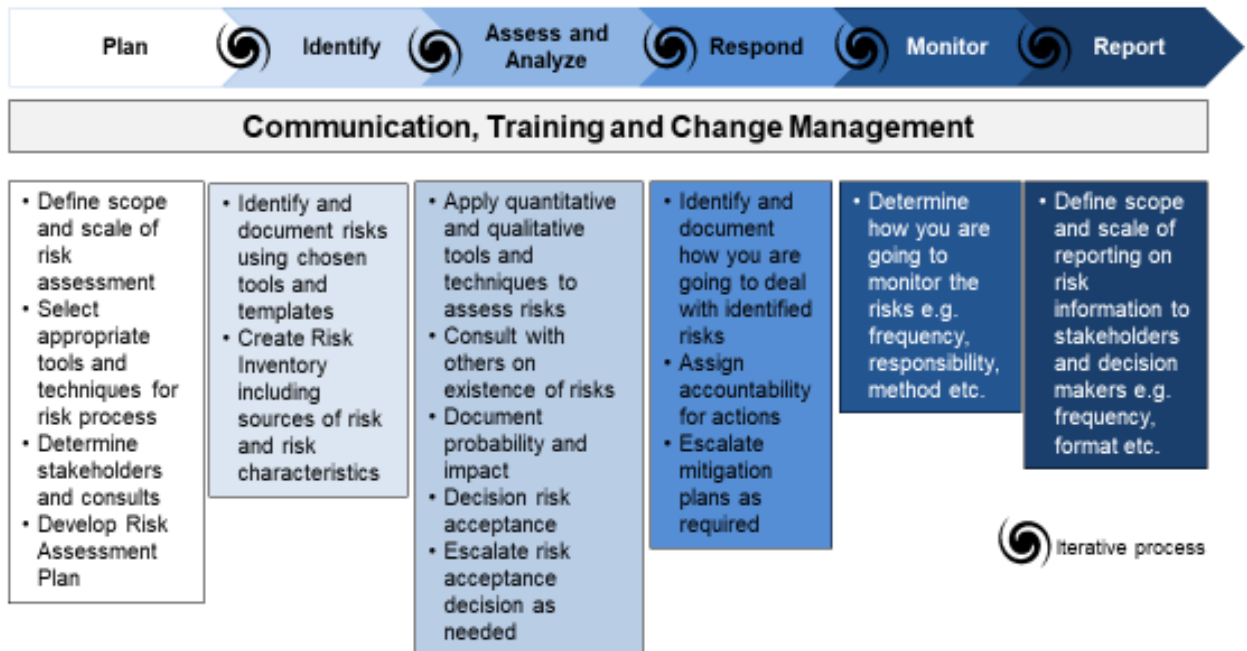 Plan
Identify
Assess and
Analyze
Respond
Monitor
Report
Communication, Training and Change Management
• Define scope
and scale of
risk
assessment
• Select
appropriate
tools and
techniques for
risk process
• Determine
stakeholders
and consults
• Develop Risk
Assessment
Plan
• Identify and
document risks
using chosen
tools and
templates
• Create Risk
Inventory
including
sources of risk
and risk
characteristics
• Apply quantitative
and qualitative
tools and
techniques to
assess risks
• Consult with
others on
existence of risks
• Document
probability and
impact
• Decision risk
acceptance
• Escalate risk
acceptance
decision as
needed
• Identify and
document
how you are
going to deal
with identified
risks
• Assign
accountability
for actions
• Escalate
mitigation
plans as
required
• Determine
how you are
going to
monitor the
risks e.g.
frequency,
responsibility,
method etc.
• Define scope
and scale of
reporting on
risk
information to
stakeholders
and decision
makers e.g.
frequency,
format etc.
Iterative process